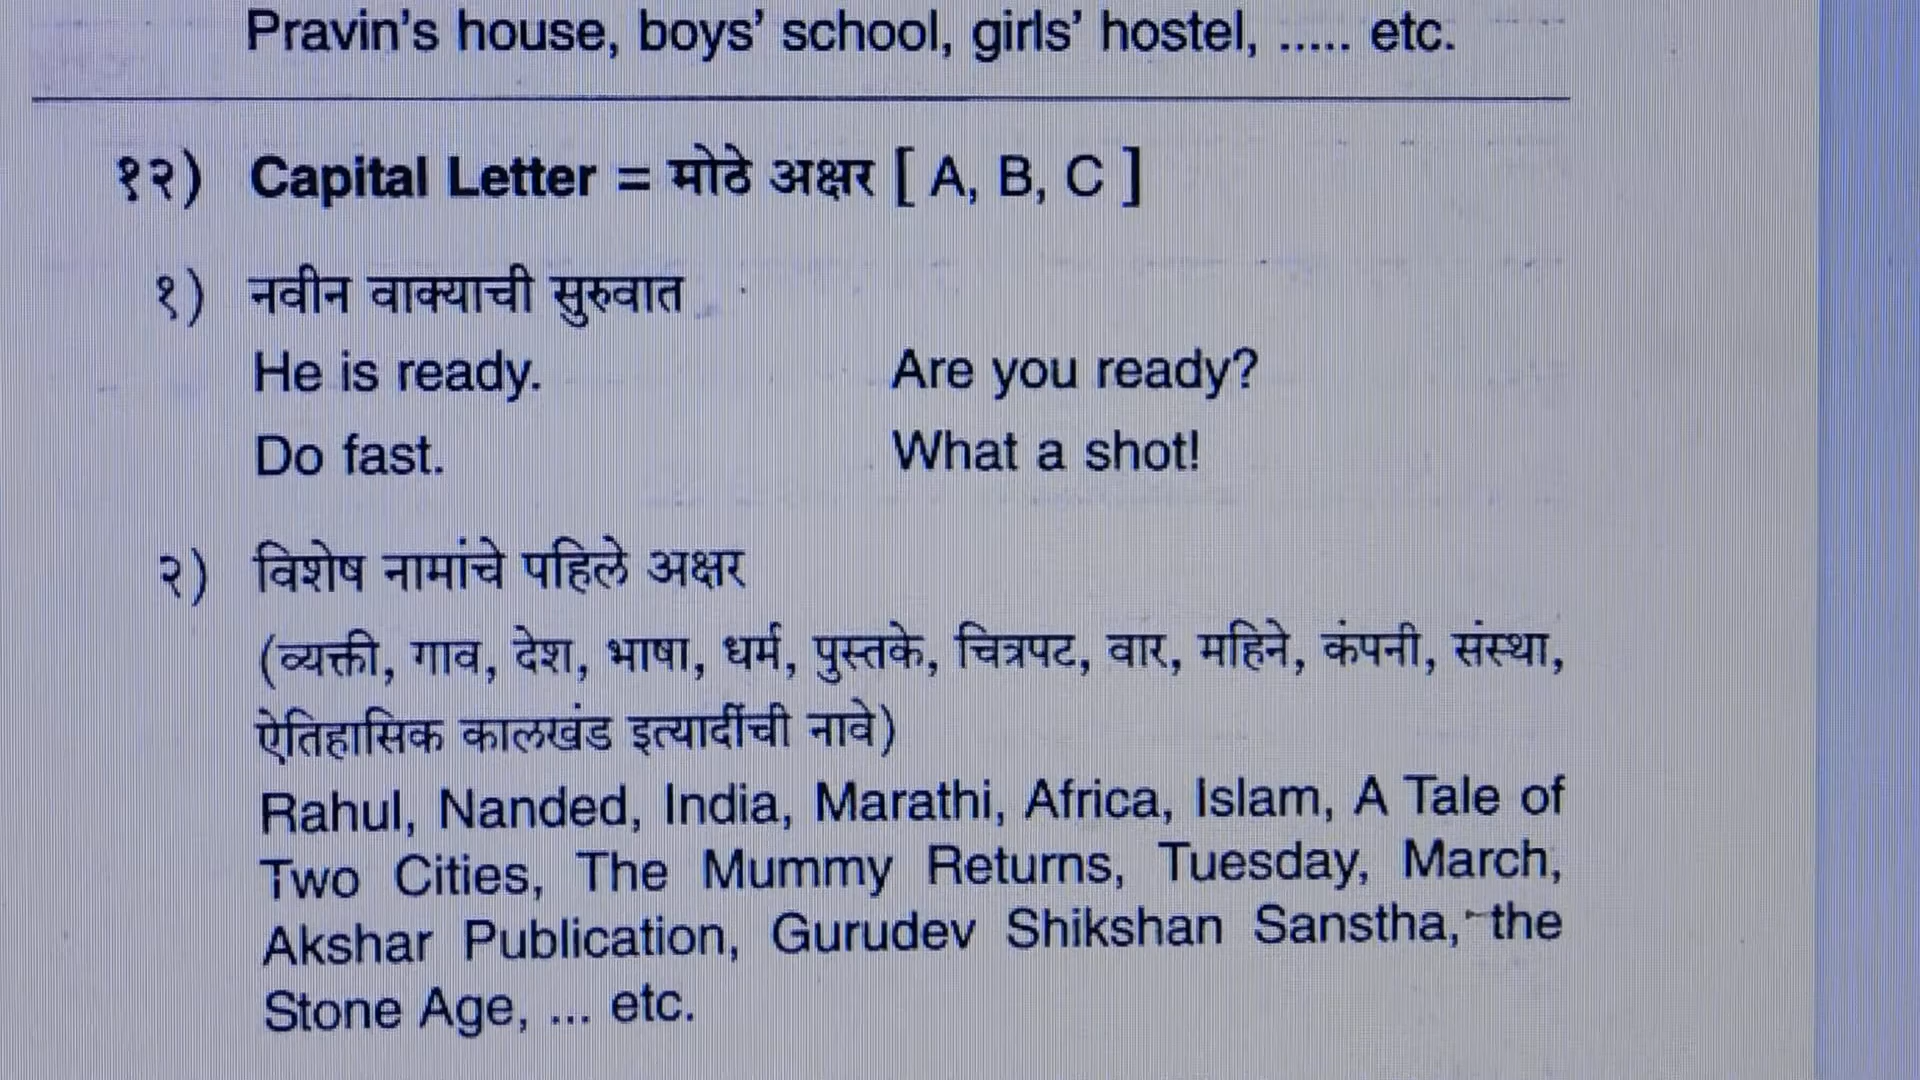 Pravin's house, boys' school, girls' hostel, ..... etc.
१२) Capital Letter = मोठे अक्षर [ A, B, C ]
१) नवीन वाक्याची सुरुवात
He is ready. Are you ready?
Do fast. What a shot!
२) विशेष नामांचे पहिले अक्षर
(व्यक्ती, गाव, देश, भाषा, धर्म, पुस्तके, चित्रपट, वार, महिने, कंपनी, संस्था,
ऐतिहासिक कालखंड इत्यादींची नावे)
Rahul, Nanded, India, Marathi, Africa, Islam, A Tale of
Two Cities, The Mummy Returns, Tuesday, March,
Akshar Publication, Gurudev Shikshan Sanstha, the
Stone Age, ... etc.